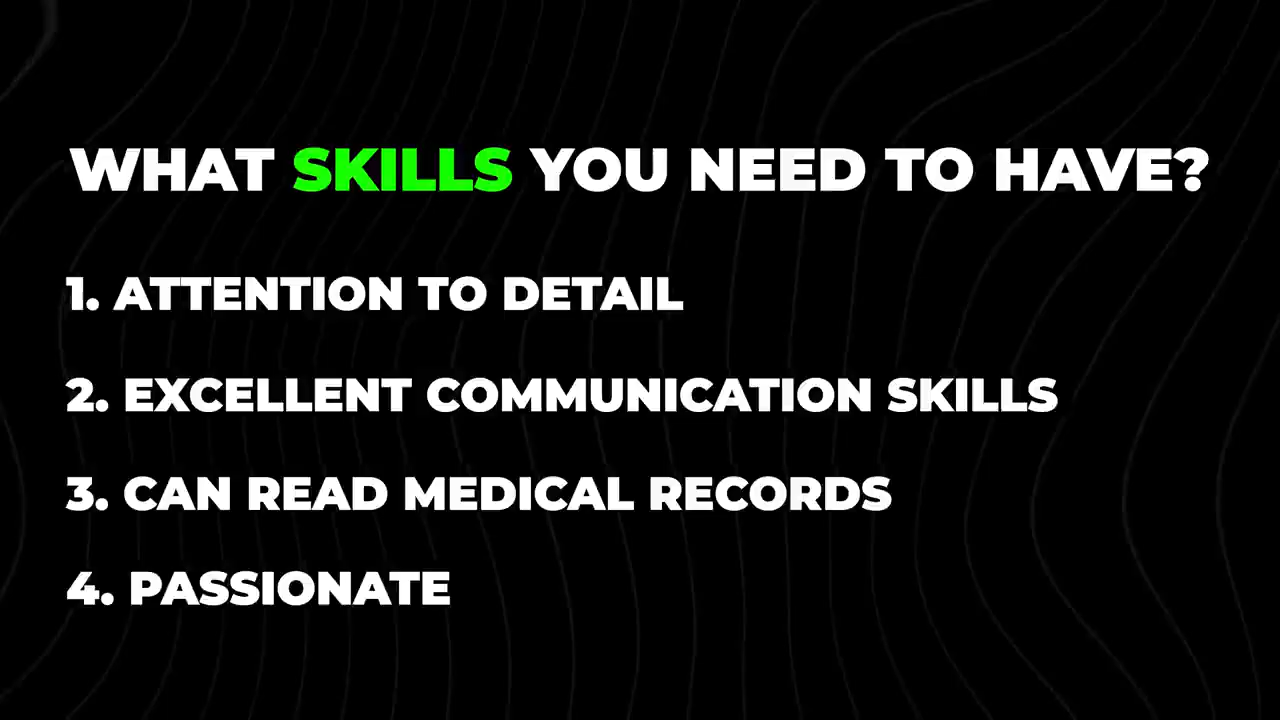 WHAT SKILLS YOU NEED TO HAVE?
1. ATTENTION TO DETAIL
2. EXCELLENT COMMUNICATION SKILLS
3. CAN READ MEDICAL RECORDS
4. PASSIONATE